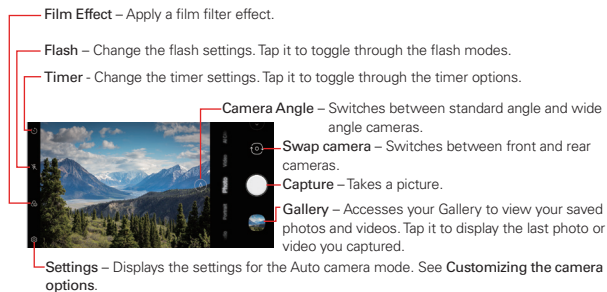 Film Effect – Apply a film filter effect.
Flash – Change the flash settings. Tap it to toggle through the flash modes.
Timer - Change the timer settings. Tap it to toggle through the timer options.
Camera Angle – Switches between standard angle and wide
angle cameras.
Swap camera – Switches between front and rear
cameras.
Capture – Takes a picture.
Gallery – Accesses your Gallery to view your saved
photos and videos. Tap it to display the last photo or
video you captured.
Settings – Displays the settings for the Auto camera mode. See Customizing the camera
options.
Video
Photo
Portrait